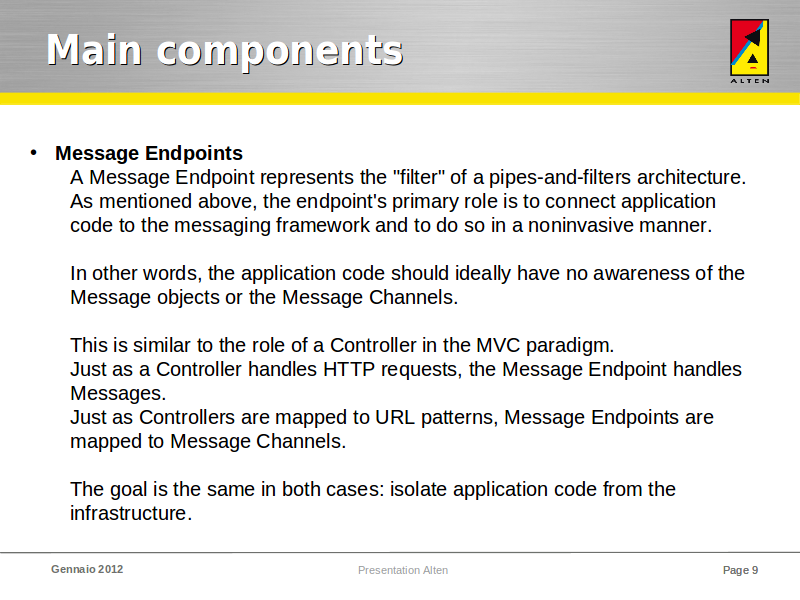 Main components
ALTEN
• Message Endpoints
A Message Endpoint represents the "filter" of a pipes-and-filters architecture.
As mentioned above, the endpoint's primary role is to connect application
code to the messaging framework and to do so in a noninvasive manner.
In other words, the application code should ideally have no awareness of the
Message objects or the Message Channels.
This is similar to the role of a Controller in the MVC paradigm.
Just as a Controller handles HTTP requests, the Message Endpoint handles
Messages.
Just as Controllers are mapped to URL patterns, Message Endpoints are
mapped to Message Channels.
The goal is the same in both cases: isolate application code from the
infrastructure.
Gennaio 2012
Presentation Alten
Page 9